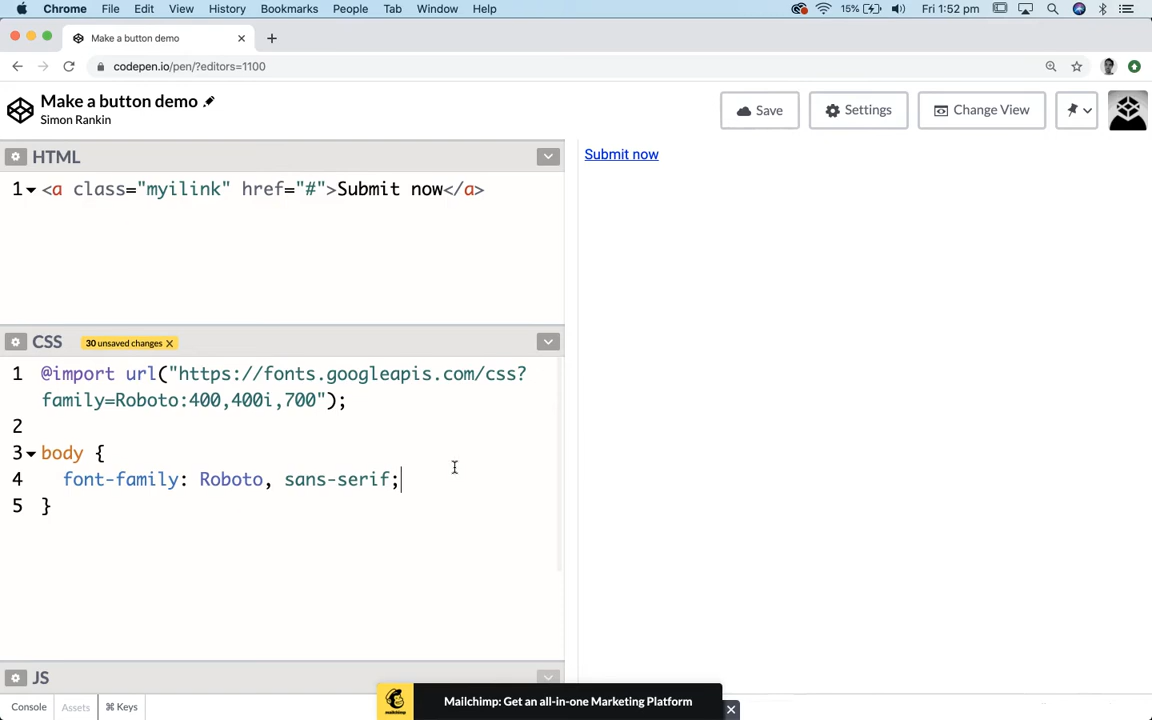 Chrome File Edit View History Bookmarks People Tab Window Help 15% Fri 1:52 pm
Make a button demo
codepen.io/pen/?editors=1100
Make a button demo
Simon Rankin
Save Settings Change View
HTML
1 <a class="myilink" href="#">Submit now</a>
Submit now
CSS 30 unsaved changes X
1 @import url("https://fonts.googleapis.com/css?
family=Roboto:400,400i,700");
2
3 body {
4 font-family: Roboto, sans-serif;
5 }
JS
Console Assets ⌘ Keys
Mailchimp: Get an all-in-one Marketing Platform